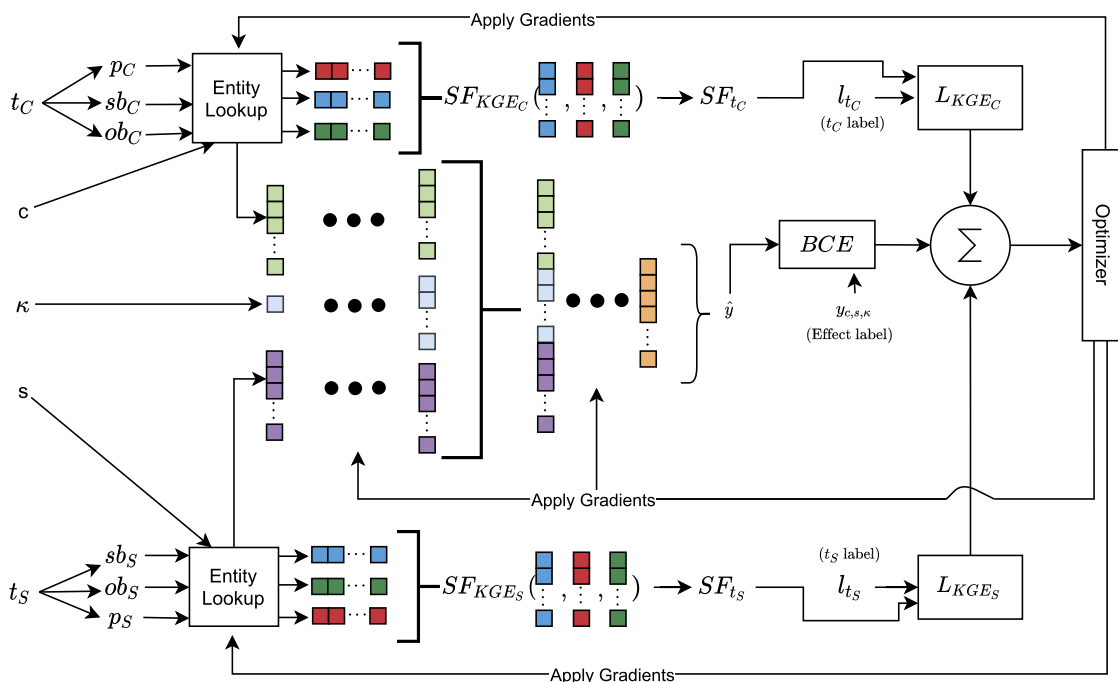 Apply Gradients
p_C
t_C
sb_C
ob_C
Entity
Lookup
SF_{KGE_C}( , , )
SF_{t_C}
l_{t_C}
(t_C label)
L_{KGE_C}
c
κ
s
ŷ
BCE
y_{c,s,κ}
(Effect label)
∑
Optimizer
Apply Gradients
sb_S
t_S
ob_S
p_S
Entity
Lookup
SF_{KGE_S}( , , )
SF_{t_S}
(t_S label)
l_{t_S}
L_{KGE_S}
Apply Gradients